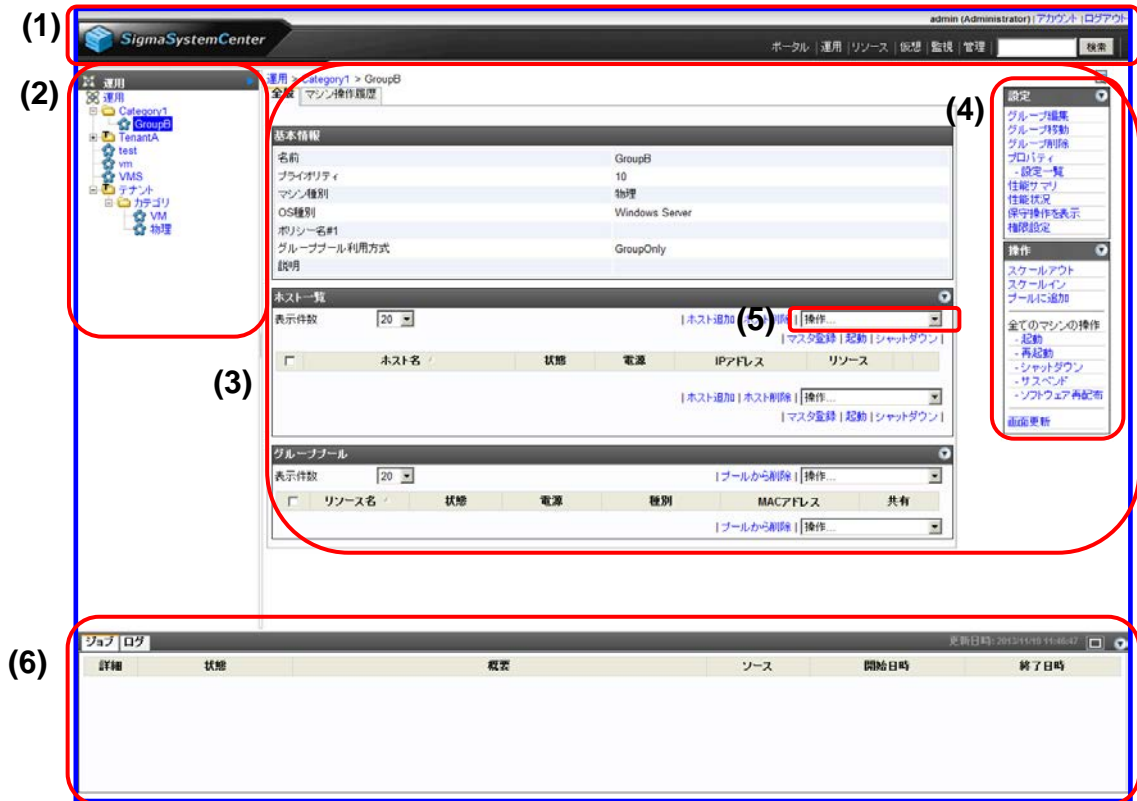 (1)
admin (Administrator) | アカウント | ログアウト
SigmaSystemCenter
ポータル | 運用 | リソース | 仮想 | 監視 | 管理 | 検索
(2)
運用
運用
Category1
GroupB
TenantA
test
vm
VMS
テナント
カテゴリ
VM
物理
運用 > Category1 > GroupB
全般 マシン操作履歴
(3)
基本情報
名前 GroupB
プライオリティ 10
マシン種別 物理
OS種別 Windows Server
ポリシー名#1
グループプール利用方式 GroupOnly
説明
ホスト一覧
(5)
表示件数 20 | ホスト追加 | ホスト削除 | 操作...
| マスタ登録 | 起動 | シャットダウン |
ホスト名 状態 電源 IPアドレス リソース
| ホスト追加 | ホスト削除 | 操作...
| マスタ登録 | 起動 | シャットダウン |
グループプール
表示件数 20 | プールから削除 | 操作...
リソース名 状態 電源 種別 MACアドレス 共有
| プールから削除 | 操作...
(4)
設定
グループ編集
グループ移動
グループ削除
プロパティ
- 設定一覧
性能サマリ
性能状況
保守操作を表示
権限設定
操作
スケールアウト
スケールイン
プールに追加
全てのマシンの操作
- 起動
- 再起動
- シャットダウン
- サスペンド
- ソフトウェア再配布
画面更新
(6)
ジョブ ログ 更新日時: 2013/11/19 11:46:47
詳細 状態 概要 ソース 開始日時 終了日時